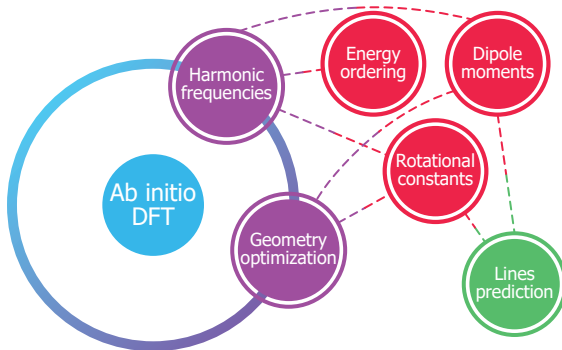 Harmonic
frequencies
Energy
ordering
Dipole
moments
Rotational
constants
Ab initio
DFT
Geometry
optimization
Lines
prediction